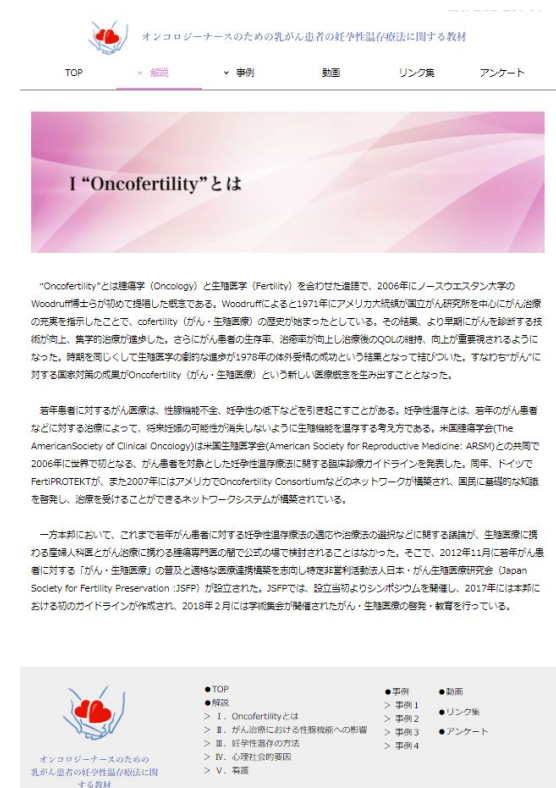 オンコロジーナースのための乳がん患者の妊孕性温存療法に関する教材
TOP
解説
事例
動画
リンク集
アンケート
I “Oncofertility”とは
“Oncofertility”とは腫瘍学（Oncology）と生殖医学（Fertility）を合わせた造語で、2006年にノースウエスタン大学の
Woodruff博士らが初めて提唱した概念である。Woodruffによると1971年にアメリカ大統領が国立がん研究所を中心にがん治療
の充実を指示したことで、cofertility（がん・生殖医療）の歴史が始まったとしている。その結果、より早期にがんを診断する技
術が向上、集学的治療が進歩した。さらにがん患者の生存率、治癒率が向上し治療後のQOLの維持、向上が重要視されるように
なった。時期を同じくして生殖医学の劇的な進歩が1978年の体外受精の成功という結果となって結びついた。すなわち“がん”に
対する国家対策の成果がOncofertility（がん・生殖医療）という新しい医療概念を生み出すこととなった。
若年患者に対するがん医療は、性腺機能不全、妊孕性の低下などを引き起こすことがある。妊孕性温存とは、若年のがん患者
などに対する治療によって、将来妊娠の可能性が消失しないように生殖機能を温存する考え方である。米国腫瘍学会(The
AmericanSociety of Clinical Oncology)は米国生殖医学会(American Society for Reproductive Medicine: ARSM)との共同で
2006年に世界で初となる、がん患者を対象とした妊孕性温存療法に関する臨床診療ガイドラインを発表した。同年、ドイツで
FertiPROTEKTが、また2007年にはアメリカでOncofertility Consortiumなどのネットワークが構築され、国民に基礎的な知識
を啓発し、治療を受けることができるネットワークシステムが構築されている。
一方本邦において、これまで若年がん患者に対する妊孕性温存療法の適応や治療法の選択などに関する議論が、生殖医療に携
わる産婦人科医とがん治療に携わる腫瘍専門医の間で公式の場で検討されることはなかった。そこで、2012年11月に若年がん患
者に対する「がん・生殖医療」の普及と適格な医療連携構築を志向し特定非営利活動法人日本・がん生殖医療研究会（Japan
Society for Fertility Preservation :JSFP）が設立された。JSFPでは、設立当初よりシンポジウムを開催し、2017年には本邦に
おける初のガイドラインが作成され、2018年２月には学術集会が開催されたがん・生殖医療の啓発・教育を行っている。
オンコロジーナースのための
乳がん患者の妊孕性温存療法に関
する教材
●TOP
●解説
> Ⅰ．Oncofertilityとは
> Ⅱ．がん治療における性腺機能への影響
> Ⅲ．妊孕性温存の方法
> Ⅳ．心理社会的要因
> Ⅴ．看護
●事例
> 事例１
> 事例２
> 事例３
> 事例４
●動画
●リンク集
●アンケート